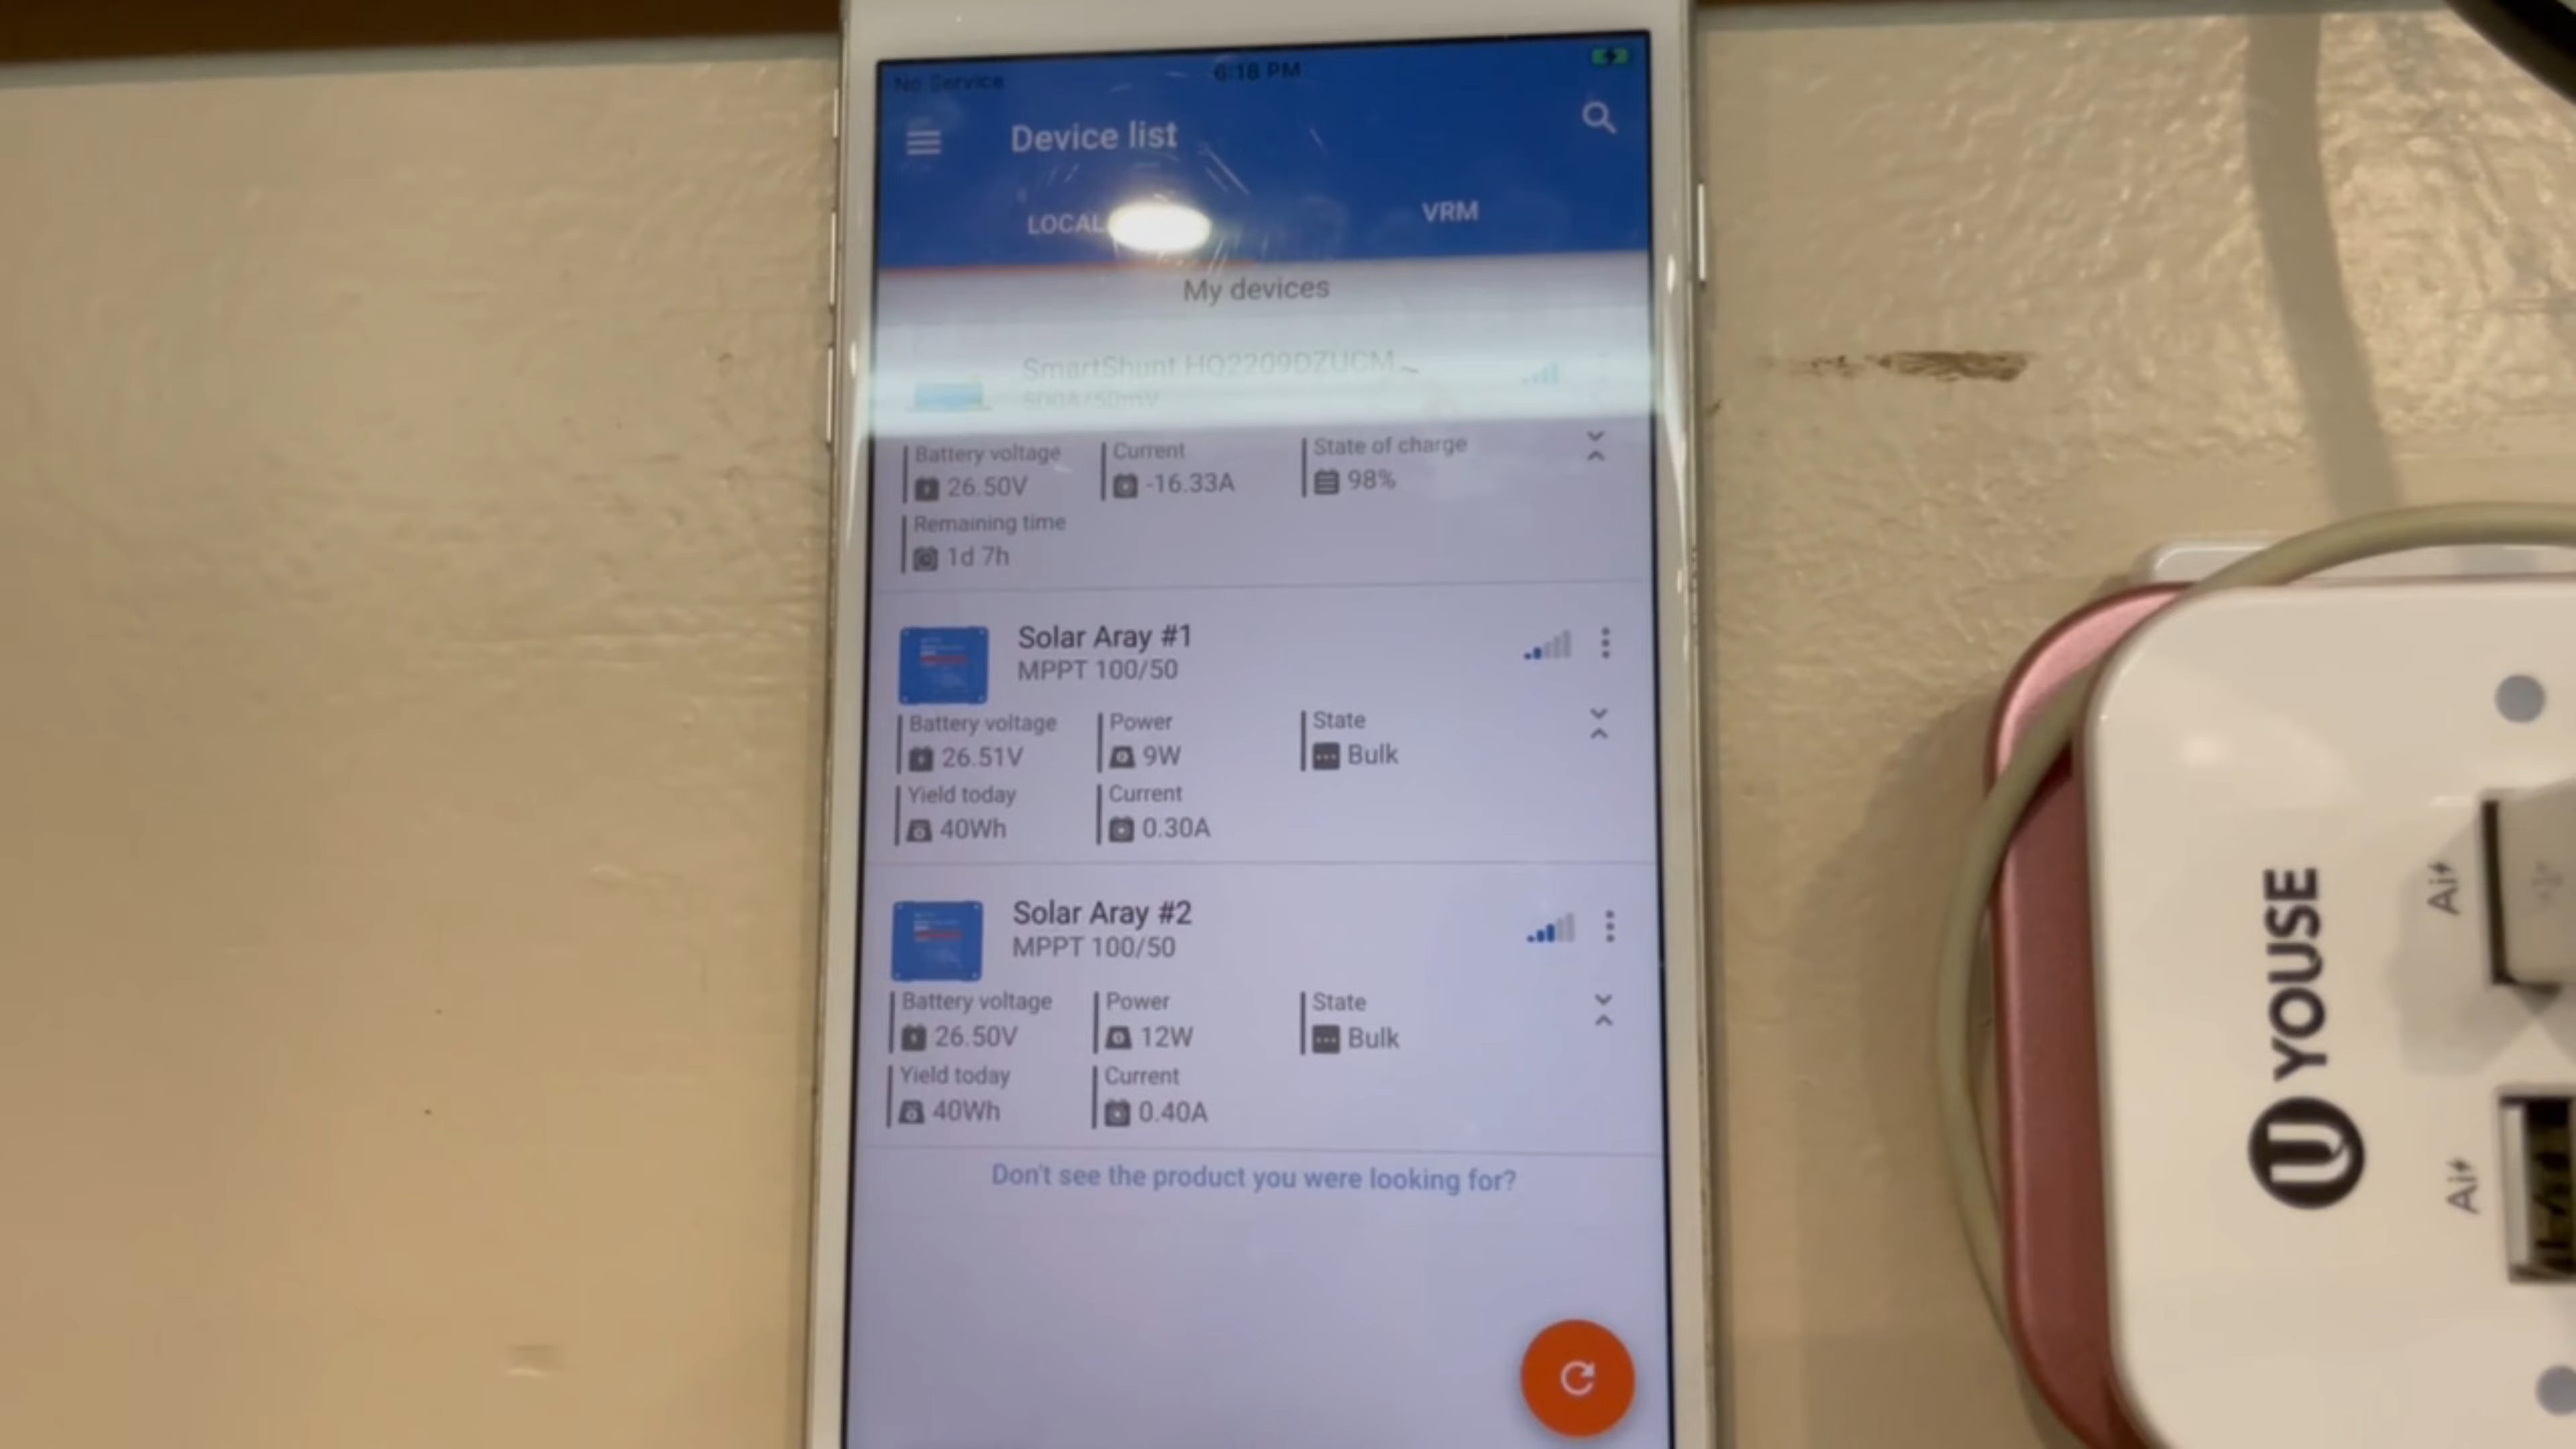 No Service 6:18 PM
Device list
LOCAL VRM
My devices
SmartShunt HQ2209DZUCM
500A/50mV
Battery voltage Current State of charge
26.50V -16.33A 98%
Remaining time
1d 7h
Solar Aray #1
MPPT 100/50
Battery voltage Power State
26.51V 9W Bulk
Yield today Current
40Wh 0.30A
Solar Aray #2
MPPT 100/50
Battery voltage Power State
26.50V 12W Bulk
Yield today Current
40Wh 0.40A
Don't see the product you were looking for?
U YOUSE
Ai
Ai